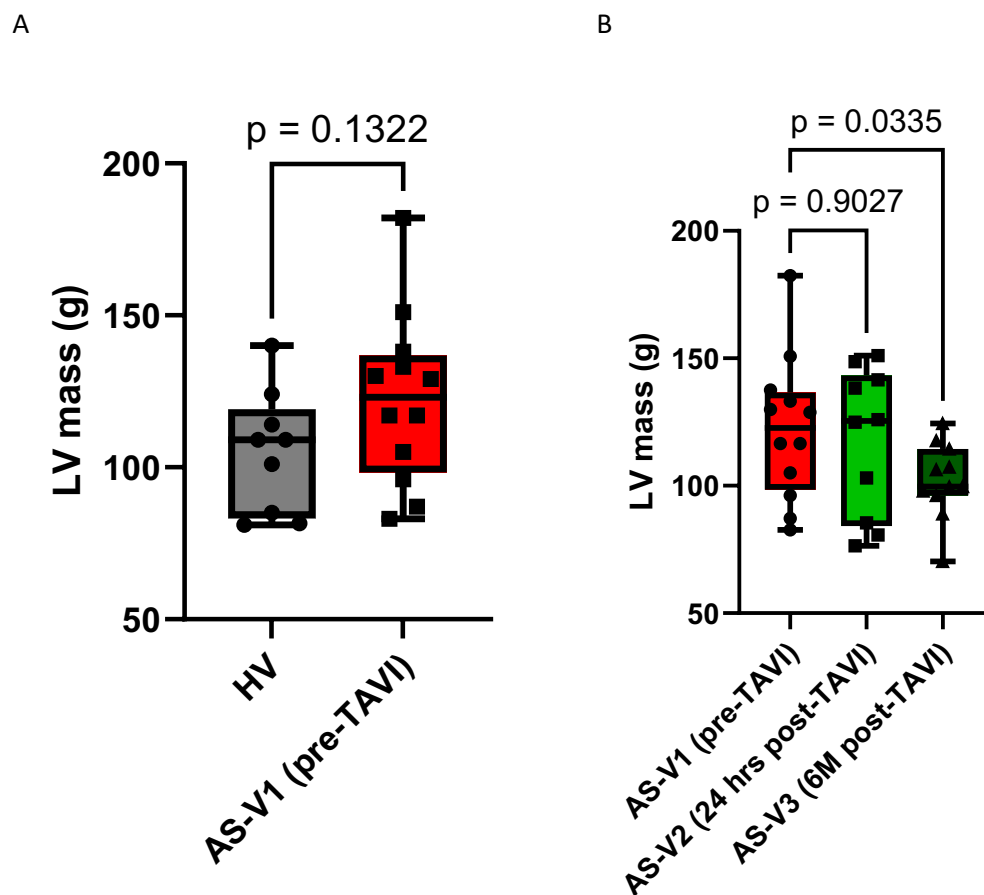 A
B
p = 0.1322
200
150
100
50
LV mass (g)
HV
AS-V1 (pre-TAVI)
p = 0.0335
p = 0.9027
200
150
100
50
LV mass (g)
AS-V1 (pre-TAVI)
AS-V2 (24 hrs post-TAVI)
AS-V3 (6M post-TAVI)